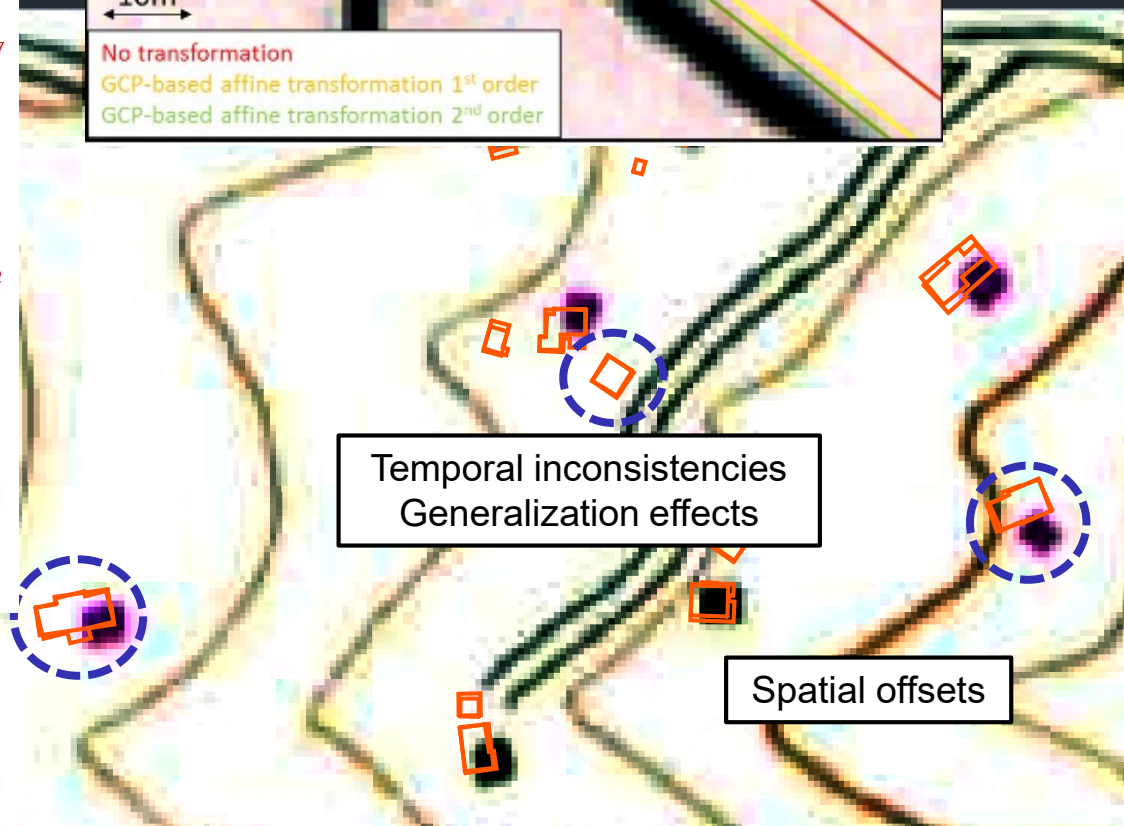 10m
No transformation
GCP-based affine transformation 1st order
GCP-based affine transformation 2nd order
Temporal inconsistencies
Generalization effects
Spatial offsets